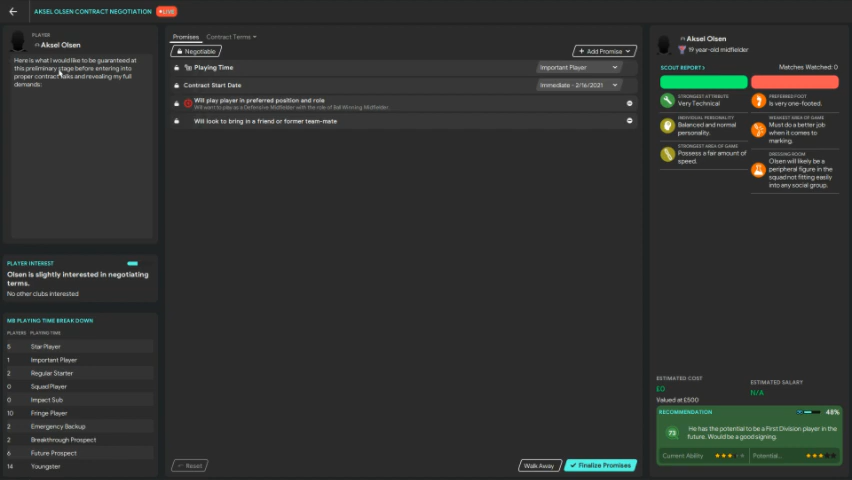 AKSEL OLSEN CONTRACT NEGOTIATION
LIVE
PLAYER
Aksel Olsen
Here is what I would like to be guaranteed at
this preliminary stage before entering into
proper contract talks and revealing my full
demands:
PLAYER INTEREST
Olsen is slightly interested in negotiating
terms.
No other clubs interested
MB PLAYING TIME BREAK DOWN
PLAYERS PLAYING TIME
5 Star Player
1 Important Player
2 Regular Starter
0 Squad Player
0 Impact Sub
10 Fringe Player
2 Emergency Backup
2 Breakthrough Prospect
6 Future Prospect
14 Youngster
Promises Contract Terms
Negotiable
+ Add Promise
Playing Time Important Player
Contract Start Date Immediate - 2/16/2021
Will play player in preferred position and role
Will want to play as a Defensive Midfielder with the role of Ball Winning Midfielder.
Will look to bring in a friend or former team-mate
Reset
Walk Away
Finalize Promises
Aksel Olsen
19 year-old midfielder
SCOUT REPORT >
Matches Watched: 0
STRONGEST ATTRIBUTE
Very Technical
INDIVIDUAL PERSONALITY
Balanced and normal
personality.
STRONGEST AREA OF GAME
Possess a fair amount of
speed.
PREFERRED FOOT
Is very one-footed.
WEAKEST AREA OF GAME
Must do a better job
when it comes to
marking.
DRESSING ROOM
Olsen will likely be a
peripheral figure in the
squad not fitting easily
into any social group.
ESTIMATED COST
£0
Valued at £500
ESTIMATED SALARY
N/A
RECOMMENDATION
48%
73
He has the potential to be a First Division player in the
future. Would be a good signing.
Current Ability
Potential...